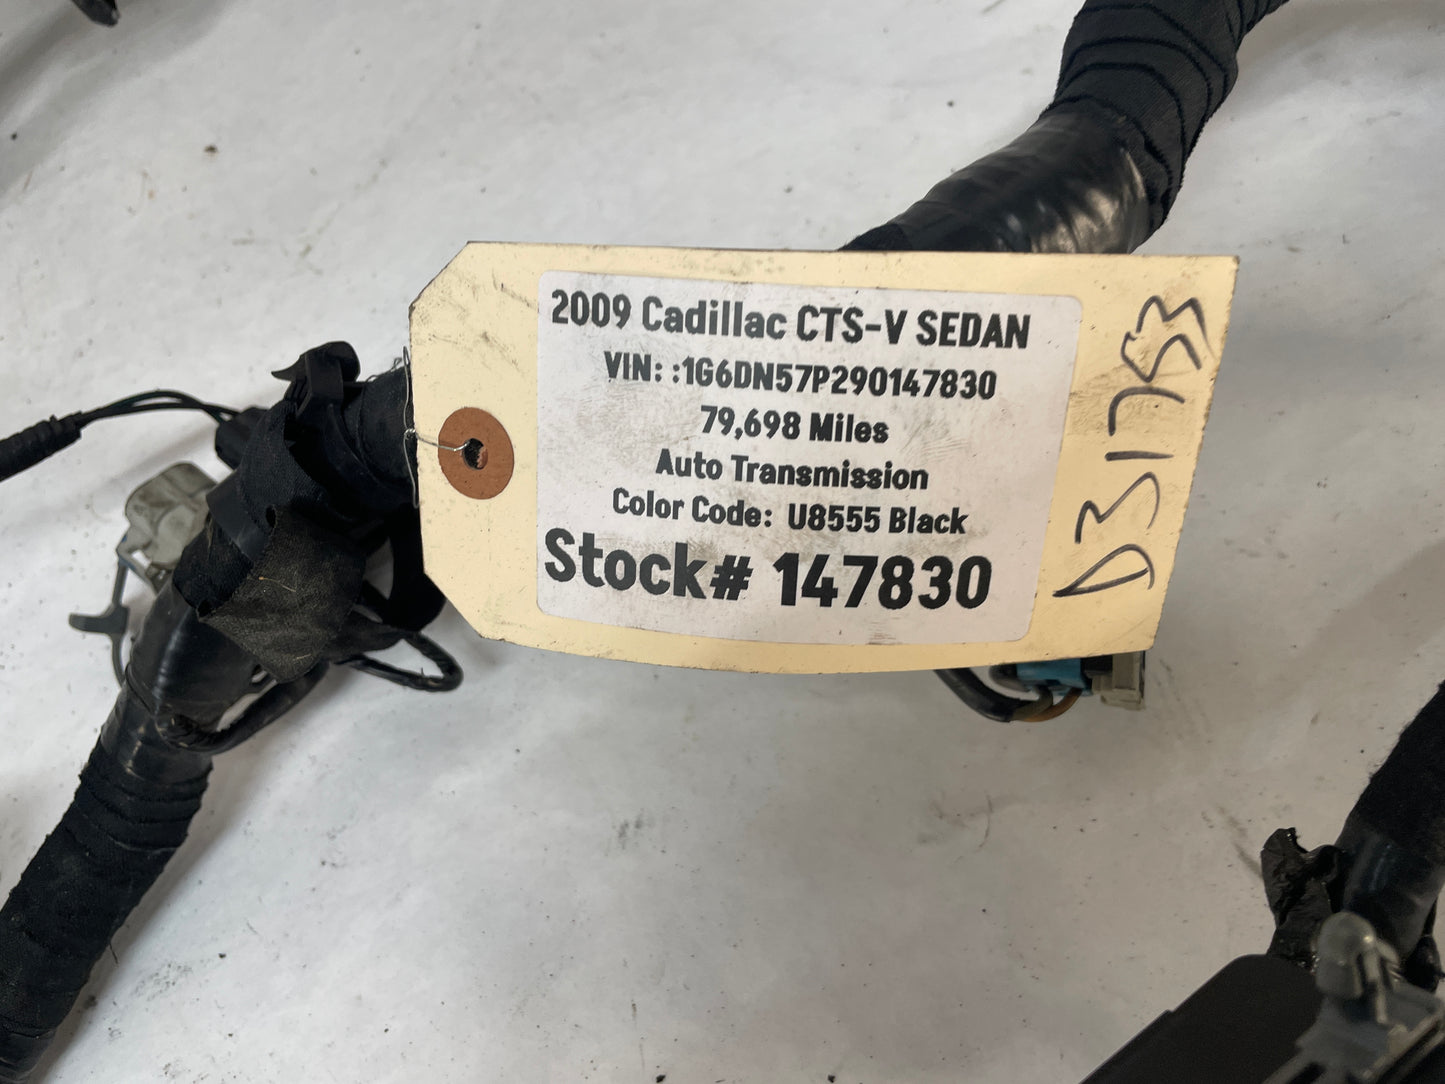 2009 Cadillac CTS-V SEDAN
VIN: :1G6DN57P290147830
79,698 Miles
Auto Transmission
Color Code: U8555 Black
Stock# 147830
D31753